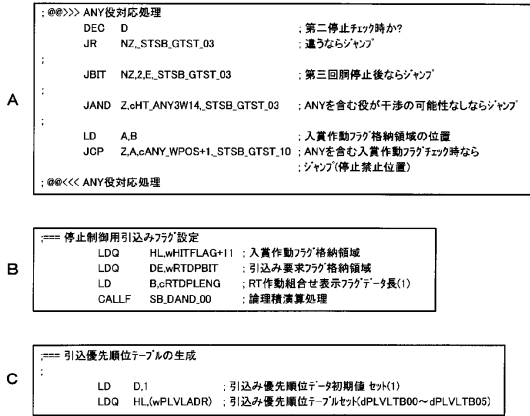 ;@@>>> ANY役対応処理
DEC D ;第二停止ﾁｪｯｸ時か?
JR NZ,_STSB_GTST_03 ;違うならｼﾞｬﾝﾌﾟ
;
JBIT NZ,2,E,_STSB_GTST_03 ;第三回胴停止後ならｼﾞｬﾝﾌﾟ
;
A
JAND Z,cHT_ANY3W14,_STSB_GTST_03 ;ANYを含む役が干渉の可能性なしならｼﾞｬﾝﾌﾟ
;
LD A,B ;入賞作動ﾌﾗｸﾞ格納領域の位置
JCP Z,A,cANY_WPOS+1,_STSB_GTST_10 ;ANYを含む入賞作動ﾌﾗｸﾞﾁｪｯｸ時なら
;ｼﾞｬﾝﾌﾟ(停止禁止位置)
;@@<<< ANY役対応処理
;=== 停止制御用引込みﾌﾗｸﾞ設定
LDQ HL,wHITFLAG+11 ;入賞作動ﾌﾗｸﾞ格納領域
B
LDQ DE,wRTDPBIT ;引込み要求ﾌﾗｸﾞ格納領域
LD B,cRTDPLENG ;RT作動組合せ表示ﾌﾗｸﾞﾃﾞｰﾀ長(1)
CALLF SB_DAND_00 ;論理積演算処理
;=== 引込優先順位ﾃｰﾌﾞﾙの生成
;
C
LD D,1 ;引込み優先順位ﾃﾞｰﾀ初期値 ｾｯﾄ(1)
LDQ HL,(wPLVLADR) ;引込み優先順位ﾃｰﾌﾞﾙｾｯﾄ(dPLVLTB00～dPLVLTB05)